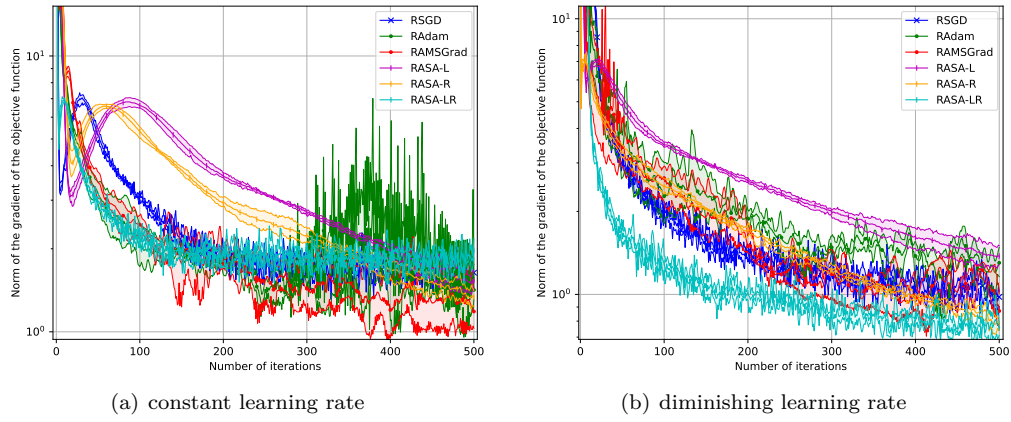 Norm of the gradient of the objective function
10¹
10⁰
0
100
200
300
400
500
Number of iterations
RSGD
RAdam
RAMSGrad
RASA-L
RASA-R
RASA-LR
(a) constant learning rate
Norm of the gradient of the objective function
10¹
10⁰
0
100
200
300
400
500
Number of iterations
RSGD
RAdam
RAMSGrad
RASA-L
RASA-R
RASA-LR
(b) diminishing learning rate